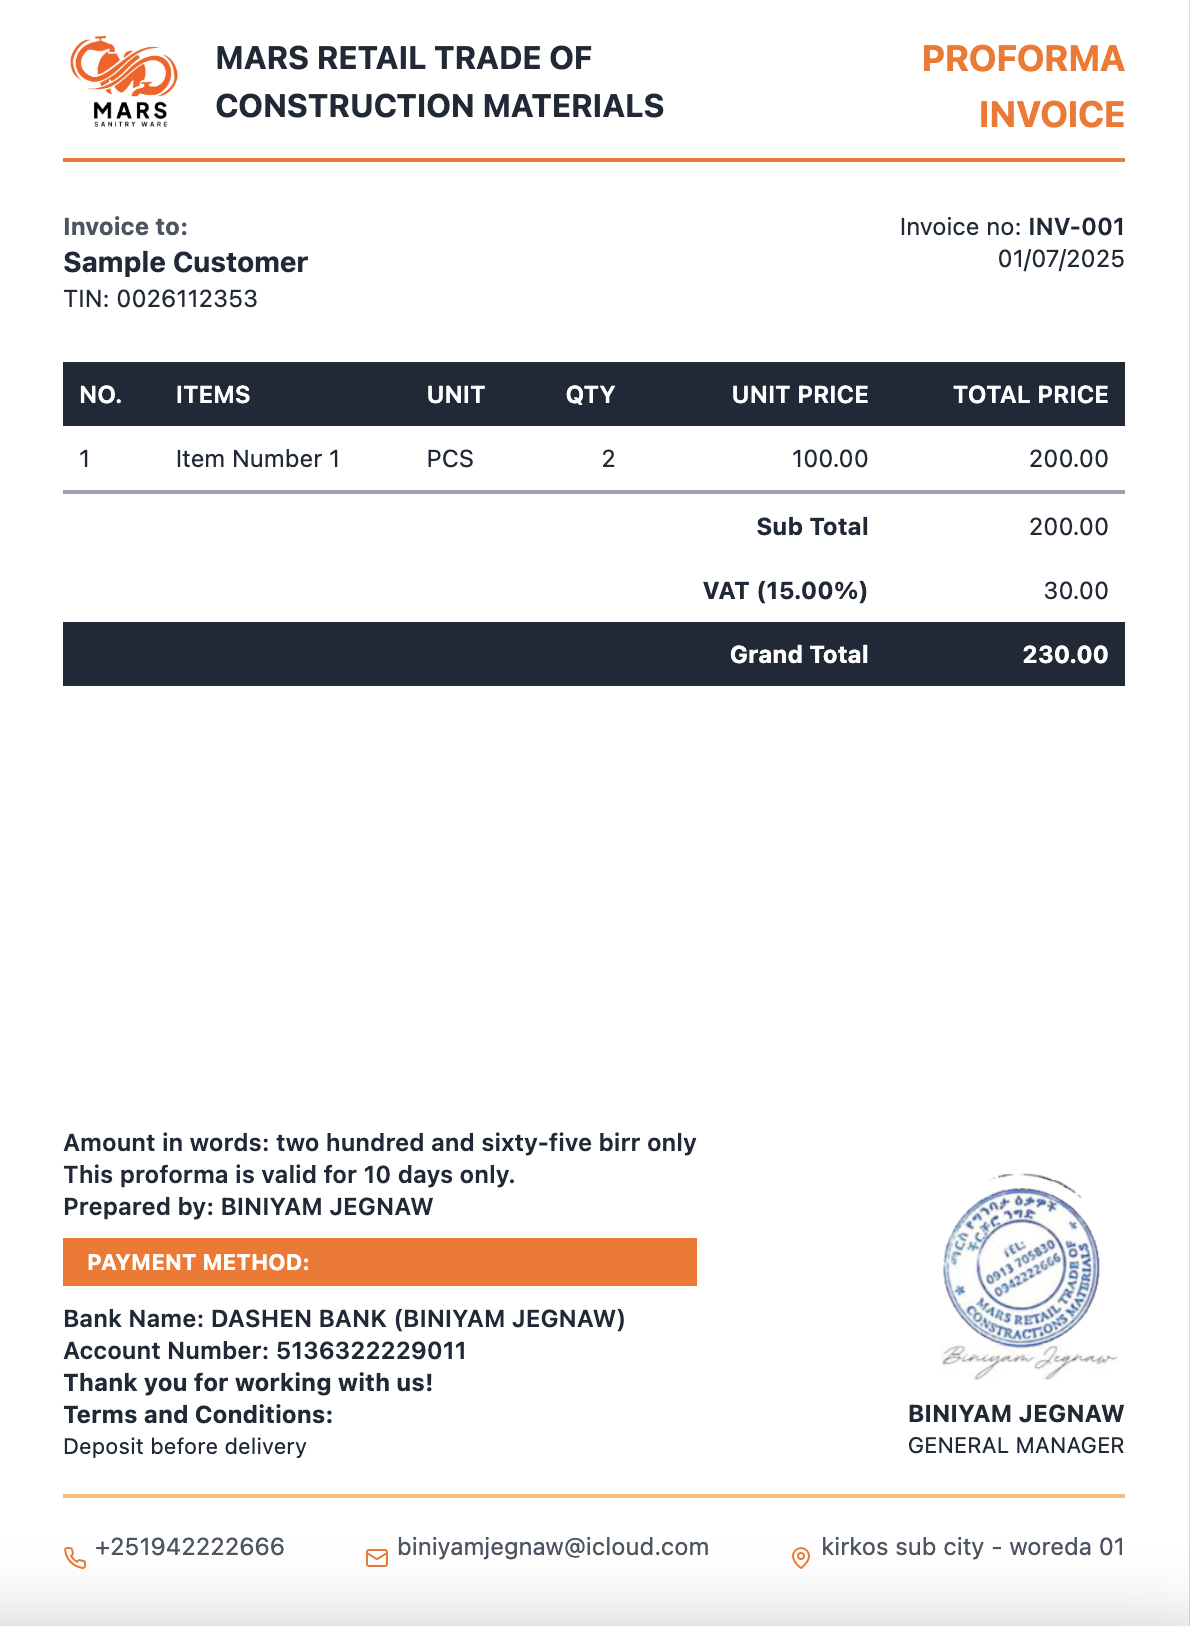 MARS
SANITRY WARE
MARS RETAIL TRADE OF
CONSTRUCTION MATERIALS
PROFORMA
INVOICE
Invoice to:
Sample Customer
TIN: 0026112353
Invoice no: INV-001
01/07/2025
NO. ITEMS UNIT QTY UNIT PRICE TOTAL PRICE
1 Item Number 1 PCS 2 100.00 200.00
Sub Total 200.00
VAT (15.00%) 30.00
Grand Total 230.00
Amount in words: two hundred and sixty-five birr only
This proforma is valid for 10 days only.
Prepared by: BINIYAM JEGNAW
PAYMENT METHOD:
Bank Name: DASHEN BANK (BINIYAM JEGNAW)
Account Number: 5136322229011
Thank you for working with us!
Terms and Conditions:
Deposit before delivery
ማርስ የግንባታ ዕቃዎች
ችርቻሮ ንግድ
TEL:
0913 705830
0942222666
MARS RETAIL TRADE OF
CONSTRACTIONS MATERIALS
Biniyam Jegnaw
BINIYAM JEGNAW
GENERAL MANAGER
+251942222666
biniyamjegnaw@icloud.com
kirkos sub city - woreda 01